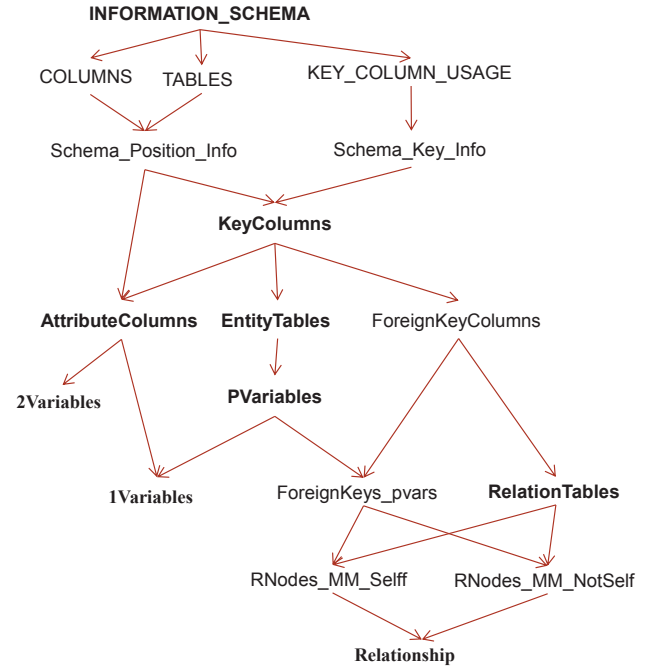 INFORMATION_SCHEMA
COLUMNS
TABLES
KEY_COLUMN_USAGE
Schema_Position_Info
Schema_Key_Info
KeyColumns
AttributeColumns
EntityTables
ForeignKeyColumns
2Variables
PVariables
1Variables
ForeignKeys_pvars
RelationTables
RNodes_MM_Selff
RNodes_MM_NotSelf
Relationship